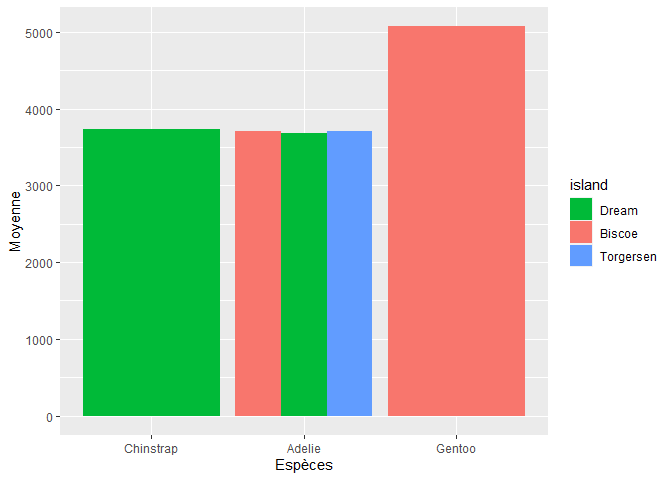 5000
4000
3000
2000
1000
0
Moyenne
Chinstrap
Adelie
Gentoo
Espèces
island
Dream
Biscoe
Torgersen